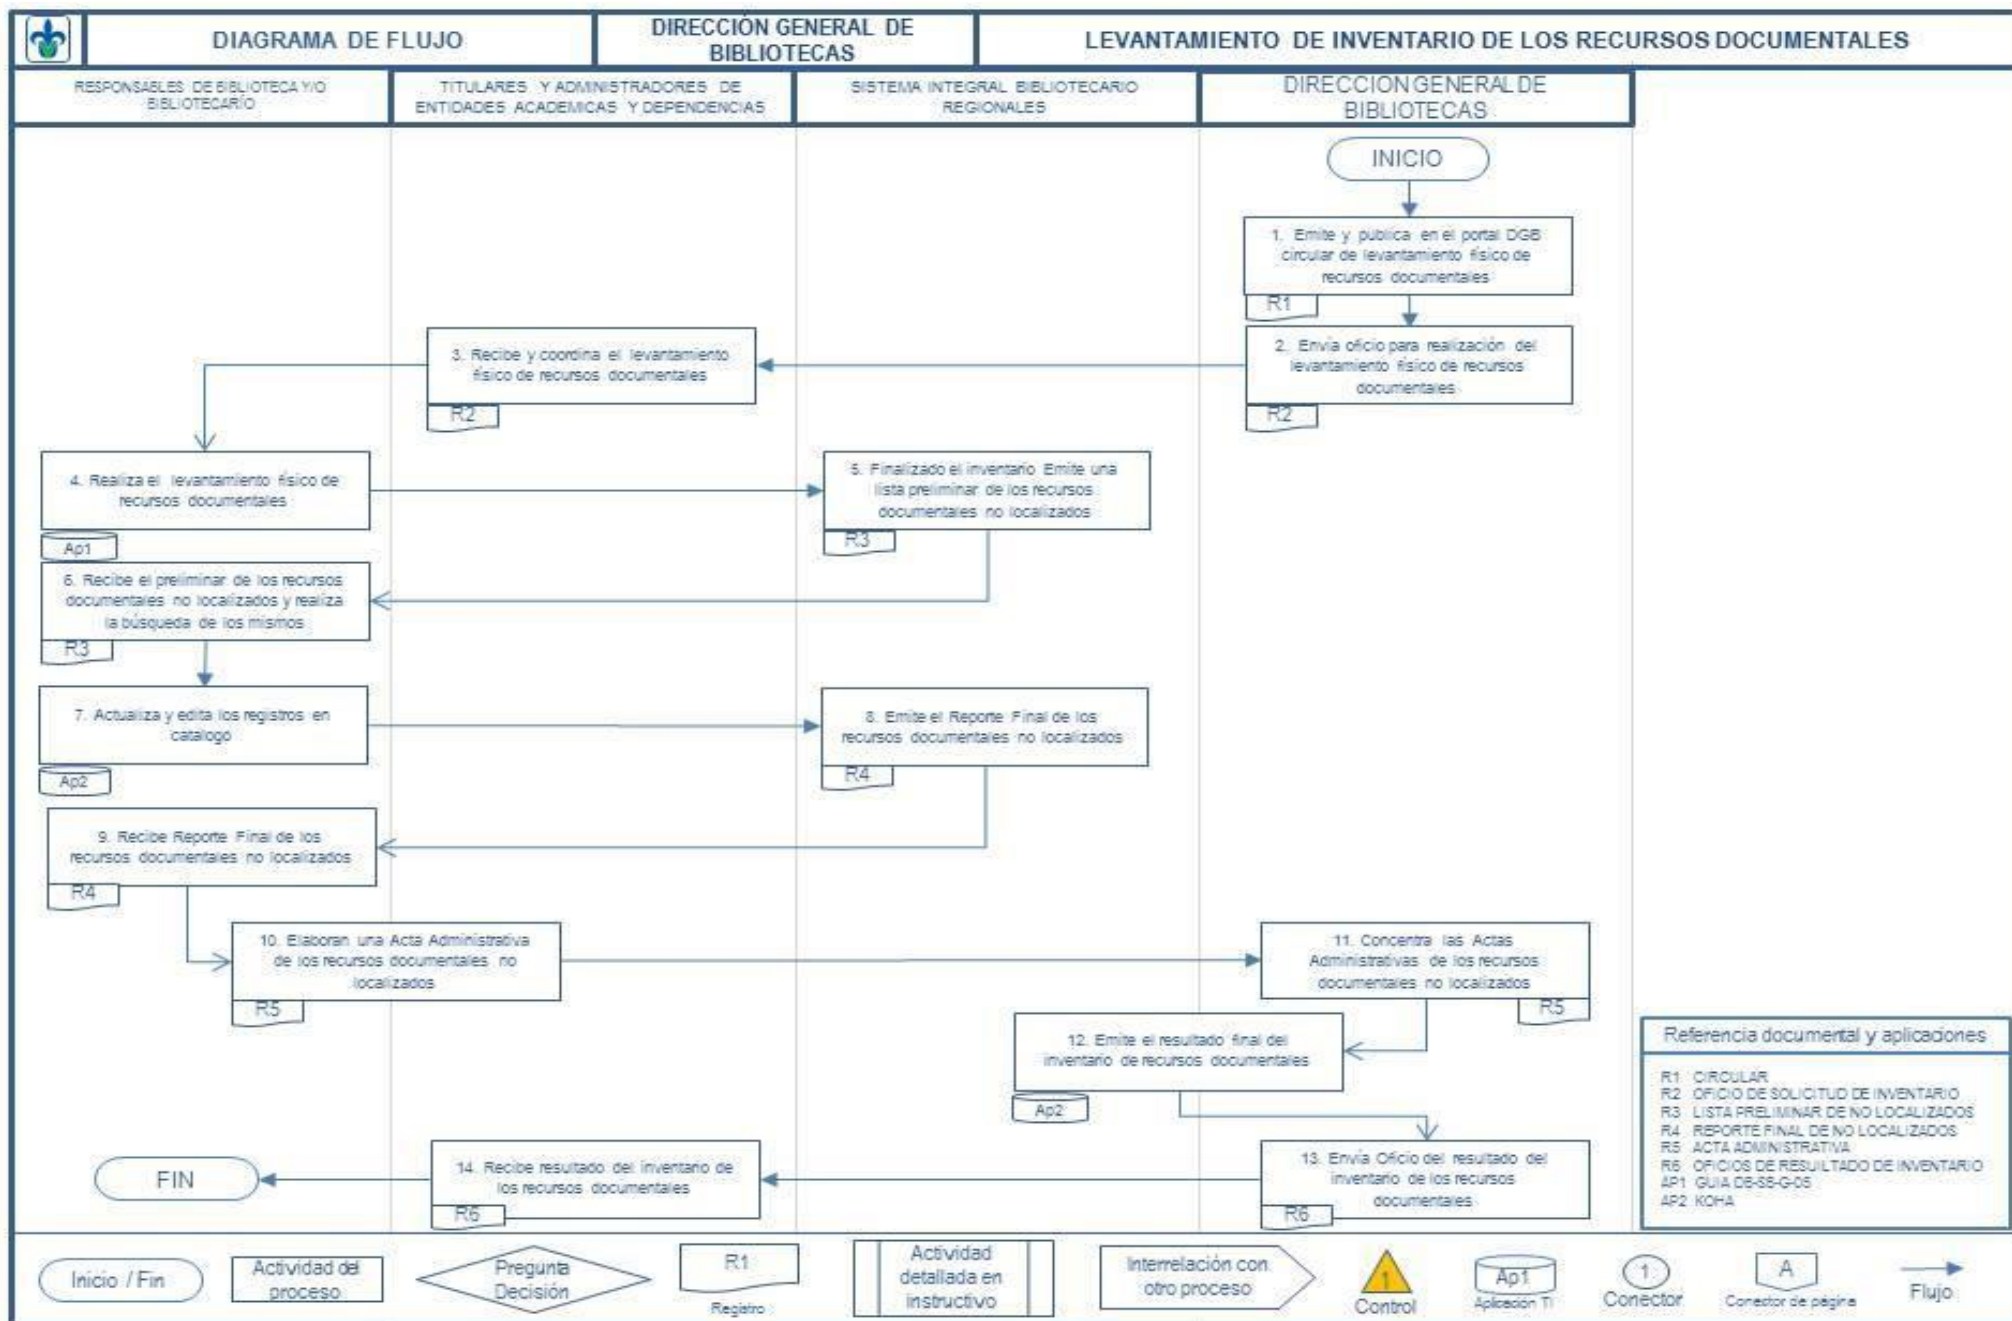 DIAGRAMA DE FLUJO
DIRECCIÓN GENERAL DE
BIBLIOTECAS
LEVANTAMIENTO DE INVENTARIO DE LOS RECURSOS DOCUMENTALES
RESPONSABLES DE BIBLIOTECA Y/O
BIBLIOTECARIO
TITULARES Y ADMINISTRADORES DE
ENTIDADES ACADEMICAS Y DEPENDENCIAS
SISTEMA INTEGRAL BIBLIOTECARIO
REGIONALES
DIRECCION GENERAL DE
BIBLIOTECAS
INICIO
1. Emite y publica en el portal DGB
circular de levantamiento físico de
recursos documentales
R1
2. Envía oficio para realización del
levantamiento físico de recursos
documentales
R2
3. Recibe y coordina el levantamiento
físico de recursos documentales
R2
4. Realiza el levantamiento físico de
recursos documentales
Ap1
5. Finalizado el inventario Emite una
lista preliminar de los recursos
documentales no localizados
R3
6. Recibe el preliminar de los recursos
documentales no localizados y realiza
la búsqueda de los mismos
R3
7. Actualiza y edita los registros en
catalogo
Ap2
8. Emite el Reporte Final de los
recursos documentales no localizados
R4
9. Recibe Reporte Final de los
recursos documentales no localizados
R4
10. Elaboran una Acta Administrativa
de los recursos documentales no
localizados
R5
11. Concentra las Actas
Administrativas de los recursos
documentales no localizados
R5
12. Emite el resultado final del
inventario de recursos documentales
Ap2
13. Envía Oficio del resultado del
inventario de los recursos
documentales
R6
14. Recibe resultado del inventario de
los recursos documentales
R6
FIN
Referencia documental y aplicaciones
R1 CIRCULAR
R2 OFICIO DE SOLICITUD DE INVENTARIO
R3 LISTA PRELIMINAR DE NO LOCALIZADOS
R4 REPORTE FINAL DE NO LOCALIZADOS
R5 ACTA ADMINISTRATIVA
R6 OFICIOS DE RESUILTADO DE INVENTARIO
AP1 GUIA DB-SB-G-05
AP2 KOHA
Inicio / Fin
Actividad del
proceso
Pregunta
Decisión
R1
Registro
Actividad
detallada en
instructivo
Interrelación con
otro proceso
1
Control
Ap1
Aplicación TI
1
Conector
A
Conector de página
Flujo